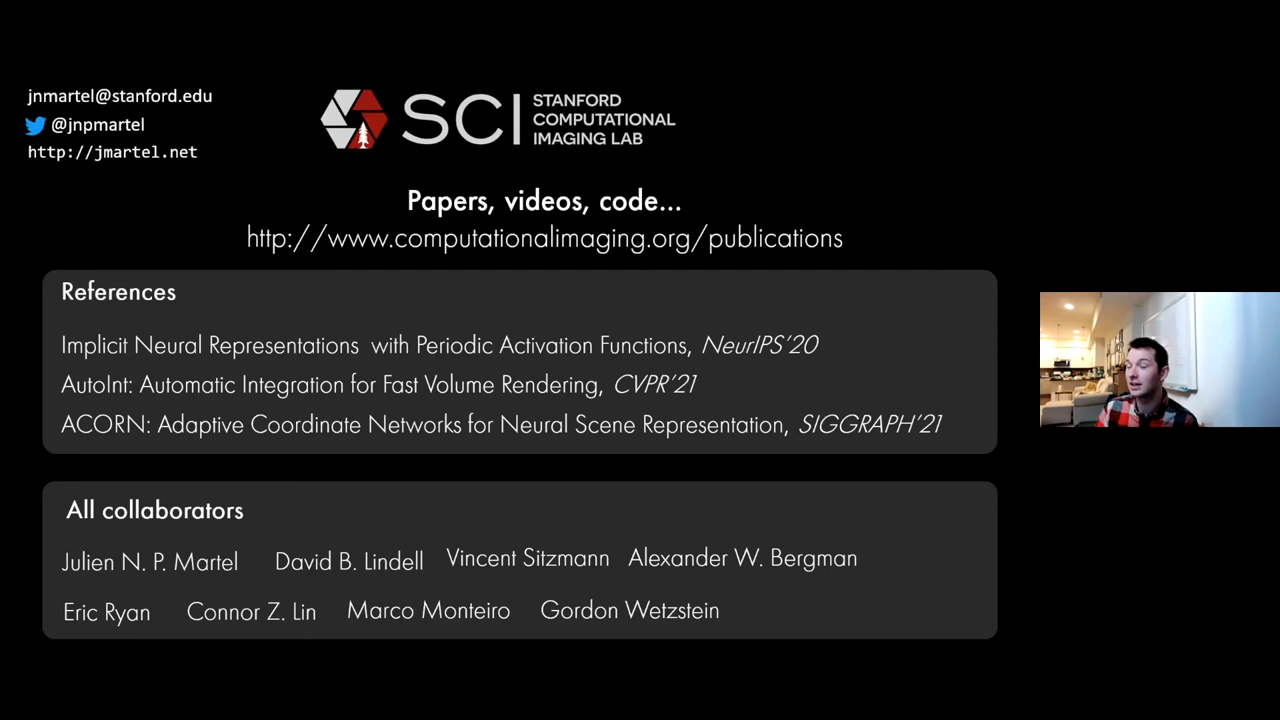 jnmartel@stanford.edu
@jnpmartel
http://jmartel.net
SCI
STANFORD
COMPUTATIONAL
IMAGING LAB
Papers, videos, code...
http://www.computationalimaging.org/publications
References
Implicit Neural Representations with Periodic Activation Functions, NeurIPS'20
AutoInt: Automatic Integration for Fast Volume Rendering, CVPR'21
ACORN: Adaptive Coordinate Networks for Neural Scene Representation, SIGGRAPH'21
All collaborators
Julien N. P. Martel David B. Lindell Vincent Sitzmann Alexander W. Bergman
Eric Ryan Connor Z. Lin Marco Monteiro Gordon Wetzstein